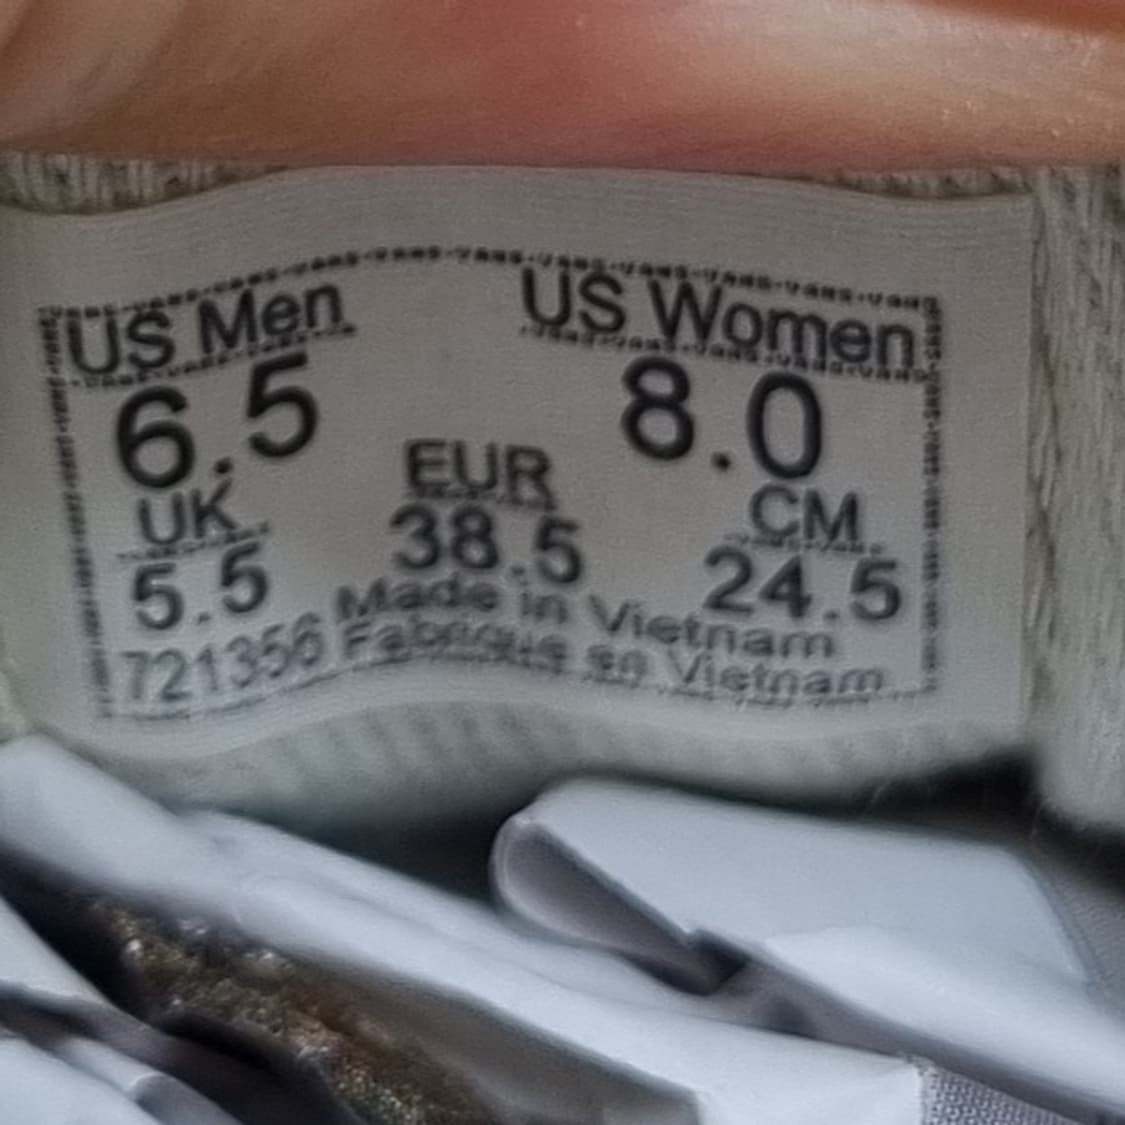 US Men US Women
6.5 8.0
UK EUR CM
5.5 38.5 24.5
Made in Vietnam
721356 Fabrique en Vietnam